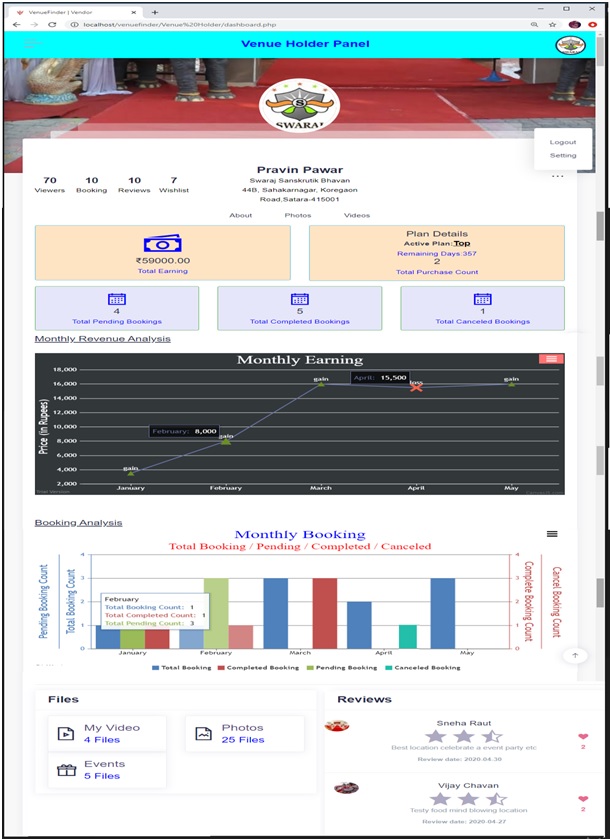 VenueFinder | Vendor
localhost/venuefinder/Venue%20Holder/dashboard.php
Venue Holder Panel
SWARAJ
Logout
Setting
70 10 10 7
Viewers Booking Reviews Wishlist
Pravin Pawar
Swaraj Sanskrutik Bhavan
44B, Sahakarnagar, Koregaon
Road,Satara-415001
About Photos Videos
₹59000.00
Total Earning
Plan Details
Active Plan:Top
Remaining Days:357
2
Total Purchase Count
4
Total Pending Bookings
5
Total Completed Bookings
1
Total Canceled Bookings
Monthly Revenue Analysis
Monthly Earning
Price (in Rupees)
18,000
16,000
14,000
12,000
10,000
8,000
6,000
4,000
2,000
gain
February: 8,000
gain
gain
April: 15,500
loss
gain
January February March April May
Booking Analysis
Monthly Booking
Total Booking / Pending / Completed / Canceled
Pending Booking Count
Total Booking Count
4
3
2
1
0
February
Total Booking Count: 1
Total Completed Count: 1
Total Pending Count: 3
4
3
2
1
0
Complete Booking Count
Cancel Booking Count
January February March April May
Total Booking Completed Booking Pending Booking Canceled Booking
Files
My Video
4 Files
Photos
25 Files
Events
5 Files
Reviews
Sneha Raut
Best location celebrate a event party etc
Review date: 2020-04-30
2
Vijay Chavan
Testy food mind blowing location
Review date: 2020-04-27
2